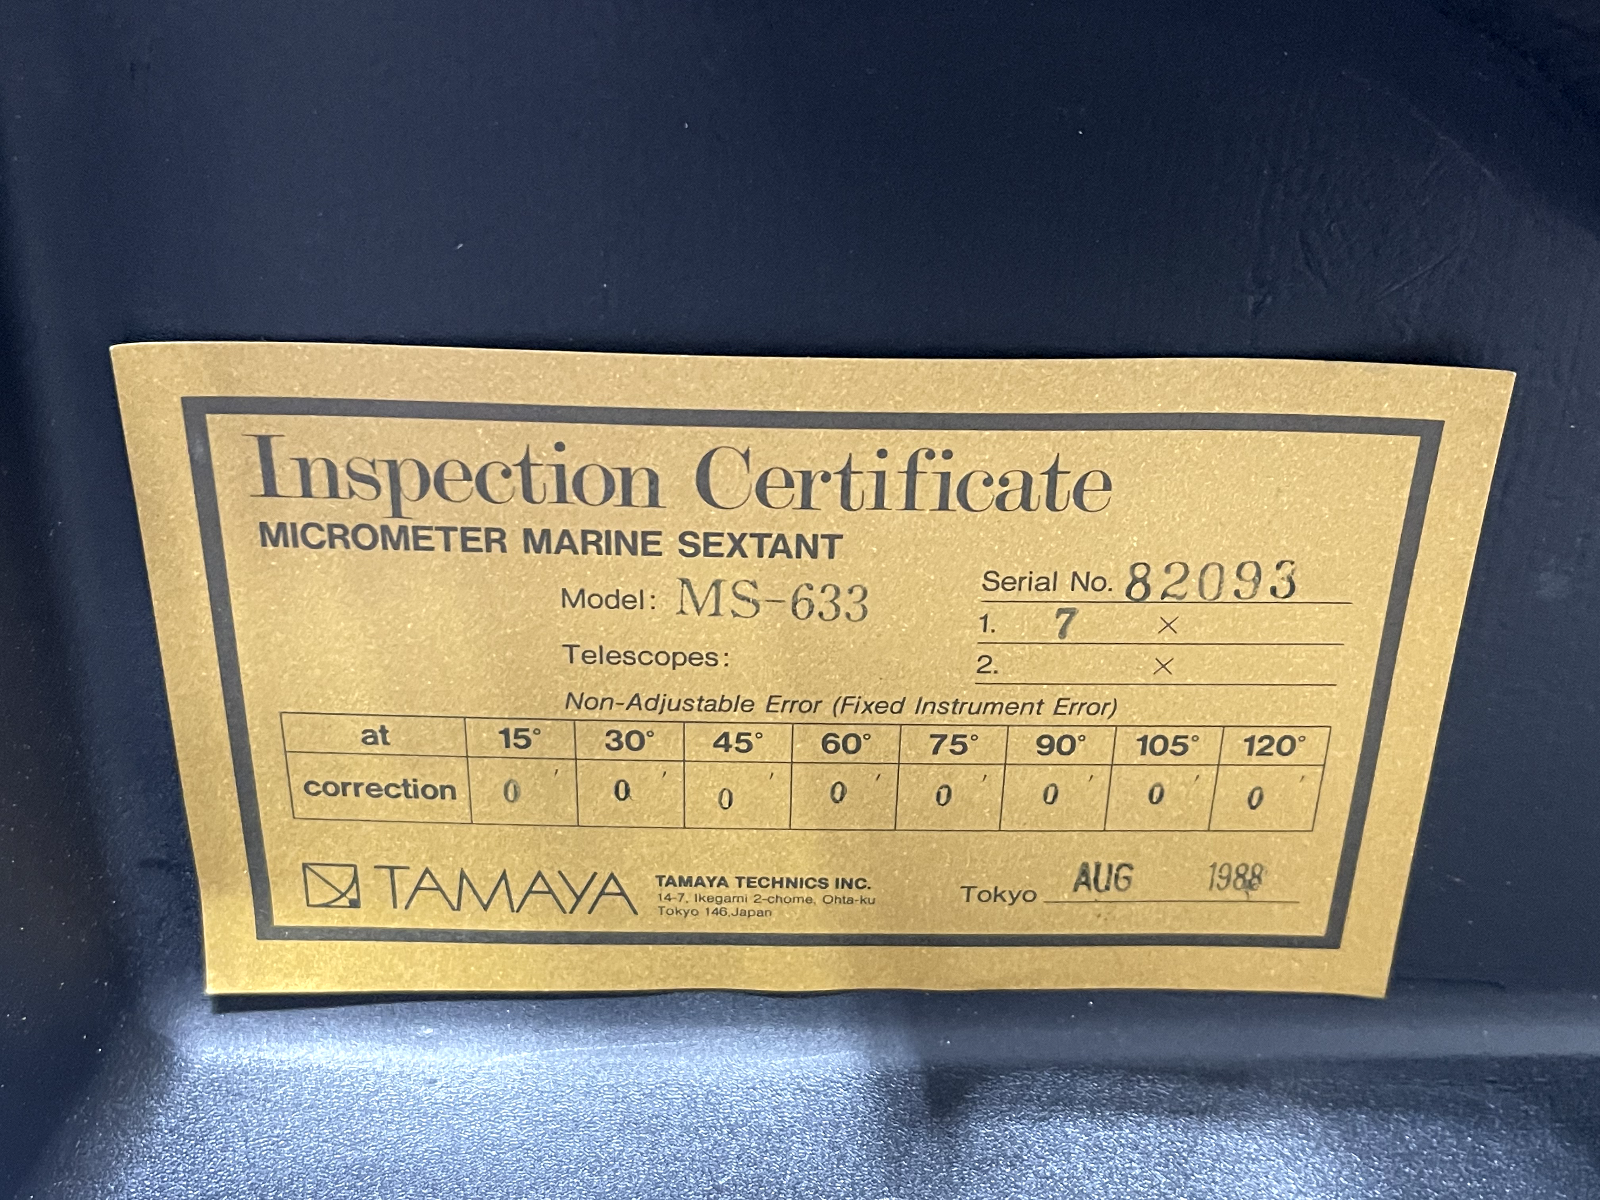 Inspection Certificate
MICROMETER MARINE SEXTANT
Model: MS-633
Serial No. 82093
Telescopes:
1. 7 ×
2. ×
Non-Adjustable Error (Fixed Instrument Error)
at 15° 30° 45° 60° 75° 90° 105° 120°
correction 0′ 0′ 0′ 0′ 0′ 0′ 0′ 0′
TAMAYA
TAMAYA TECHNICS INC.
14-7, Ikegami 2-chome, Ohta-ku
Tokyo 146,Japan
Tokyo AUG 1988